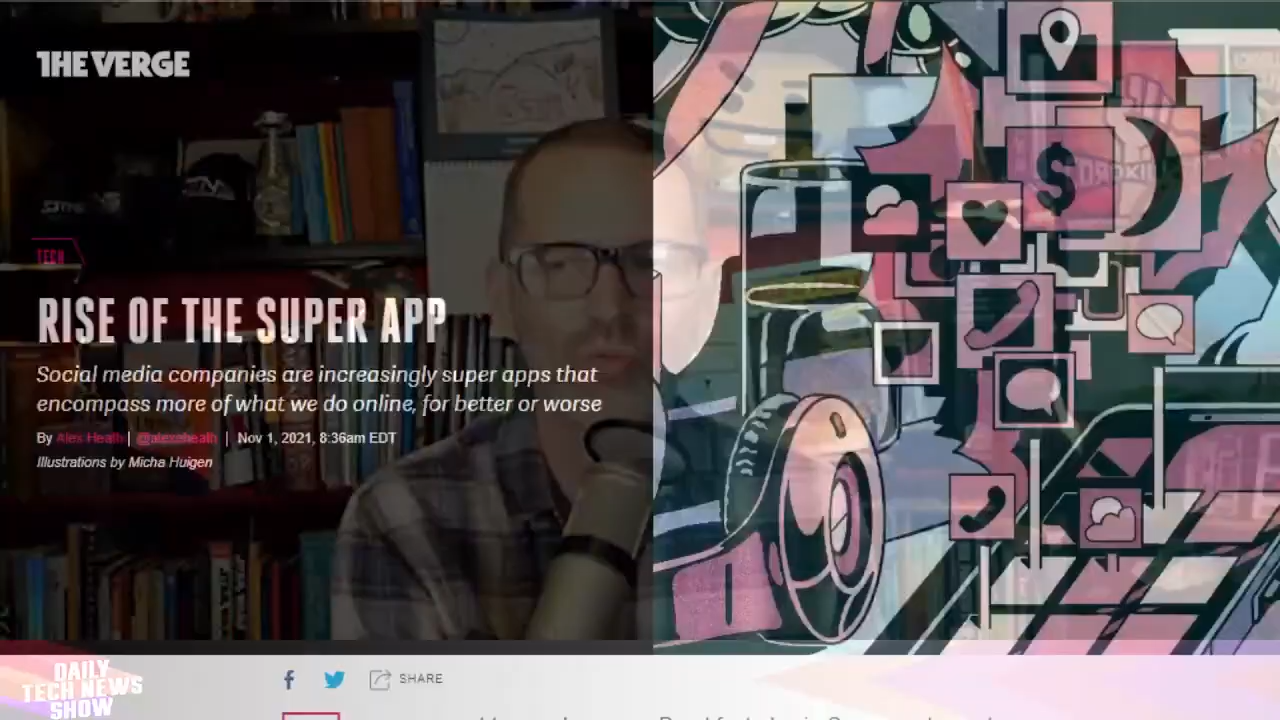 THE VERGE
TECH
RISE OF THE SUPER APP
Social media companies are increasingly super apps that
encompass more of what we do online, for better or worse
By Alex Heath | @alexeheath | Nov 1, 2021, 8:36am EDT
Illustrations by Micha Huigen
$
DAILY
TECH NEWS
SHOW
SHARE